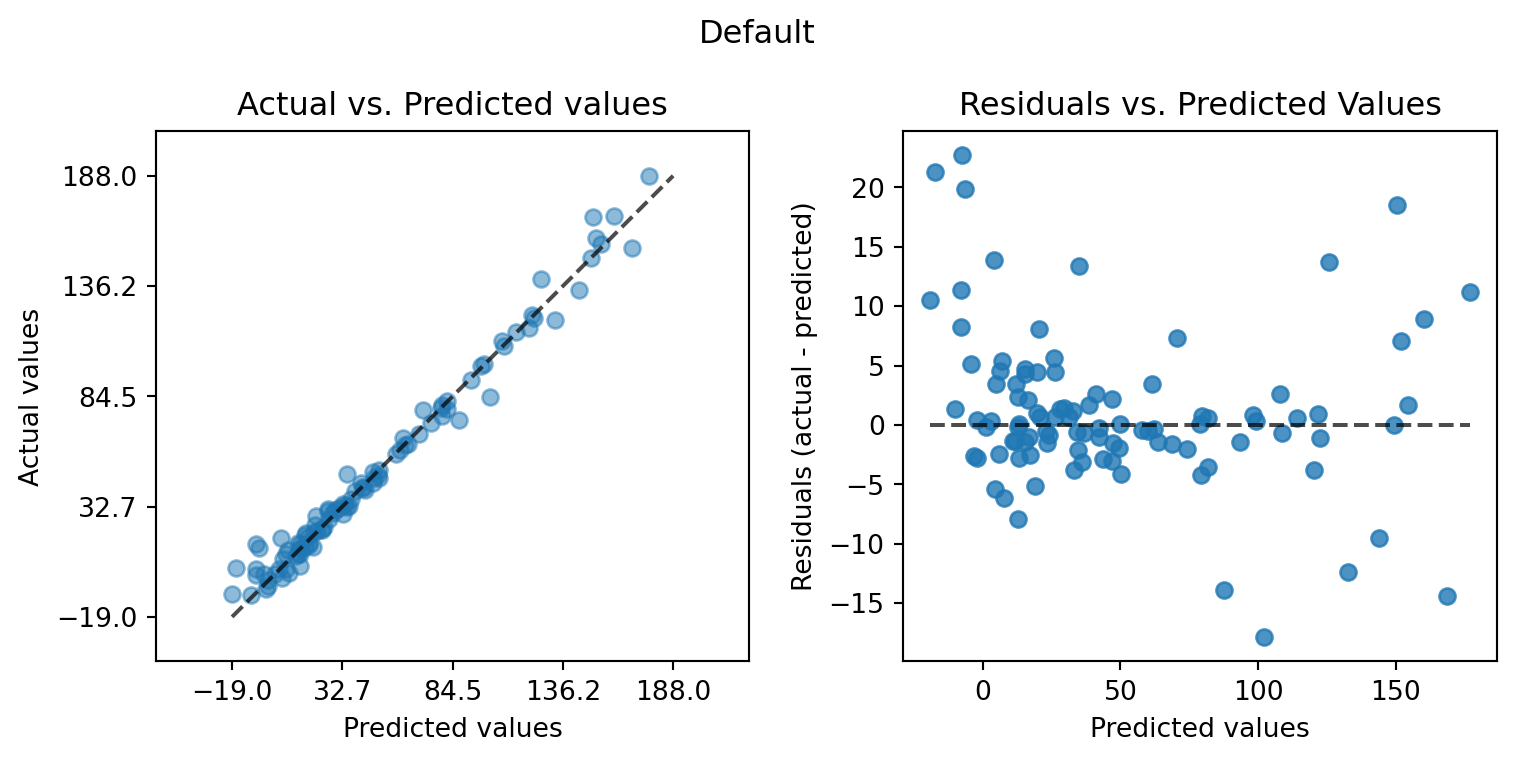 Default
Actual vs. Predicted values
Actual values
188.0
136.2
84.5
32.7
−19.0
−19.0 32.7 84.5 136.2 188.0
Predicted values
Residuals vs. Predicted Values
Residuals (actual - predicted)
20
15
10
5
0
−5
−10
−15
0 50 100 150
Predicted values